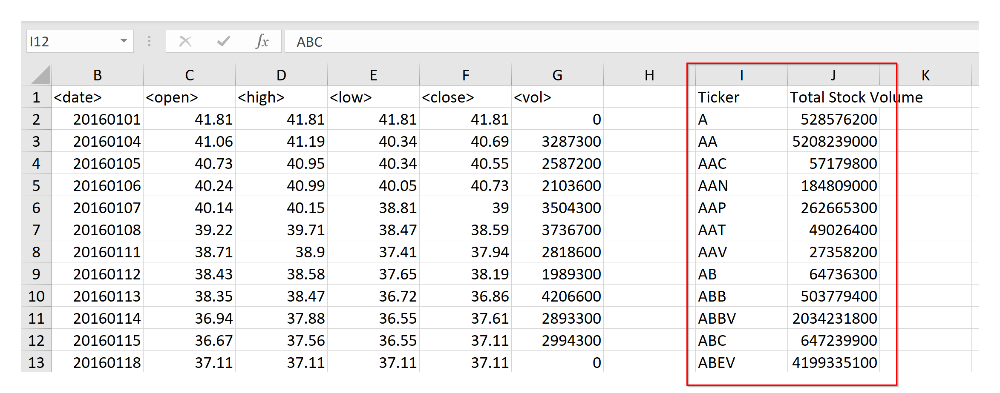 I12 fx ABC
B C D E F G H I J K
1 <date> <open> <high> <low> <close> <vol> Ticker Total Stock Volume
2 20160101 41.81 41.81 41.81 41.81 0 A 528576200
3 20160104 41.06 41.19 40.34 40.69 3287300 AA 5208239000
4 20160105 40.73 40.95 40.34 40.55 2587200 AAC 57179800
5 20160106 40.24 40.99 40.05 40.73 2103600 AAN 184809000
6 20160107 40.14 40.15 38.81 39 3504300 AAP 262665300
7 20160108 39.22 39.71 38.47 38.59 3736700 AAT 49026400
8 20160111 38.71 38.9 37.41 37.94 2818600 AAV 27358200
9 20160112 38.43 38.58 37.65 38.19 1989300 AB 64736300
10 20160113 38.35 38.47 36.72 36.86 4206600 ABB 503779400
11 20160114 36.94 37.88 36.55 37.61 2893300 ABBV 2034231800
12 20160115 36.67 37.56 36.55 37.11 2994300 ABC 647239900
13 20160118 37.11 37.11 37.11 37.11 0 ABEV 4199335100